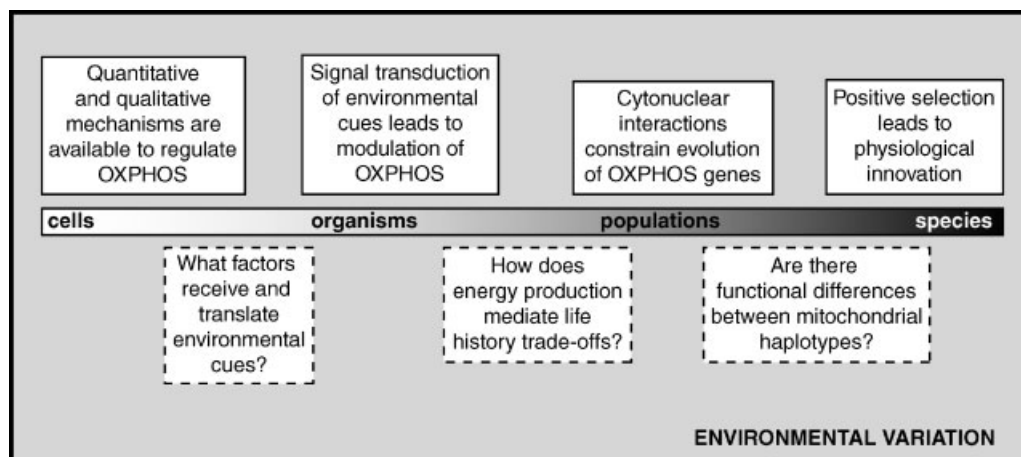 Quantitative
and qualitative
mechanisms are
available to regulate
OXPHOS
Signal transduction
of environmental
cues leads to
modulation of
OXPHOS
Cytonuclear
interactions
constrain evolution
of OXPHOS genes
Positive selection
leads to
physiological
innovation
cells organisms populations species
What factors
receive and
translate
environmental
cues?
How does
energy production
mediate life
history trade-offs?
Are there
functional differences
between mitochondrial
haplotypes?
ENVIRONMENTAL VARIATION